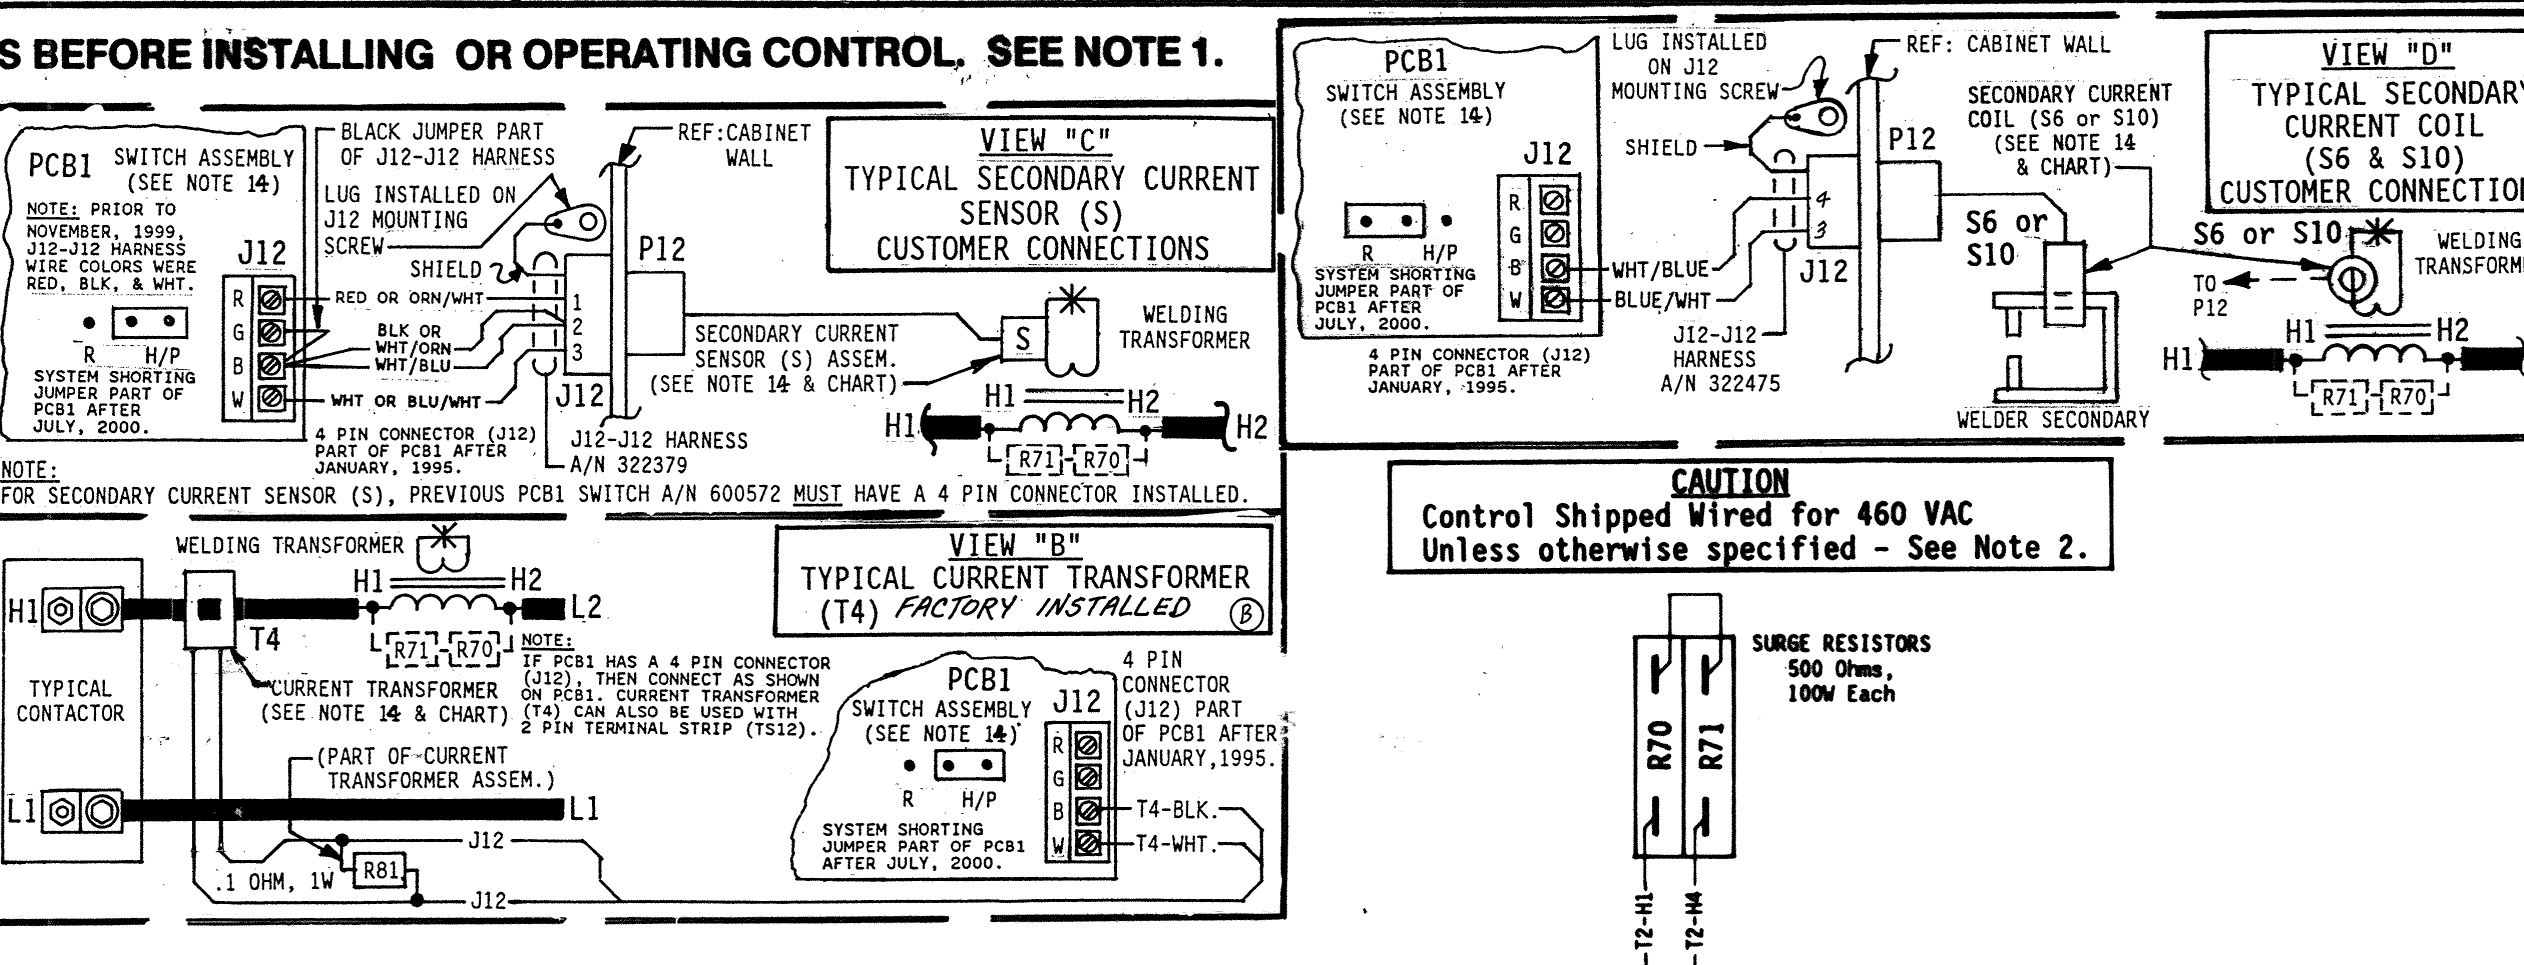 S BEFORE INSTALLING OR OPERATING CONTROL. SEE NOTE 1.
PCB1
SWITCH ASSEMBLY
(SEE NOTE 14)
NOTE: PRIOR TO
NOVEMBER, 1999,
J12-J12 HARNESS
WIRE COLORS WERE
RED, BLK, & WHT.
R H/P
SYSTEM SHORTING
JUMPER PART OF
PCB1 AFTER
JULY, 2000.
J12
R
G
B
W
BLACK JUMPER PART
OF J12-J12 HARNESS
LUG INSTALLED ON
J12 MOUNTING
SCREW
SHIELD
RED OR ORN/WHT
BLK OR
WHT/ORN
WHT/BLU
WHT OR BLU/WHT
1
2
3
J12
4 PIN CONNECTOR (J12)
PART OF PCB1 AFTER
JANUARY, 1995.
J12-J12 HARNESS
A/N 322379
REF:CABINET
WALL
P12
VIEW "C"
TYPICAL SECONDARY CURRENT
SENSOR (S)
CUSTOMER CONNECTIONS
SECONDARY CURRENT
SENSOR (S) ASSEM.
(SEE NOTE 14 & CHART)
S
WELDING
TRANSFORMER
H1 H2
H1 H2
R71 R70
NOTE:
FOR SECONDARY CURRENT SENSOR (S), PREVIOUS PCB1 SWITCH A/N 600572 MUST HAVE A 4 PIN CONNECTOR INSTALLED.
PCB1
SWITCH ASSEMBLY
(SEE NOTE 14)
R H/P
SYSTEM SHORTING
JUMPER PART OF
PCB1 AFTER
JULY, 2000.
J12
R
G
B
W
4 PIN CONNECTOR (J12)
PART OF PCB1 AFTER
JANUARY, 1995.
LUG INSTALLED
ON J12
MOUNTING SCREW
SHIELD
WHT/BLUE
BLUE/WHT
4
3
J12
J12-J12
HARNESS
A/N 322475
REF: CABINET WALL
P12
SECONDARY CURRENT
COIL (S6 or S10)
(SEE NOTE 14
& CHART)
S6 or
S10
WELDER SECONDARY
VIEW "D"
TYPICAL SECONDARY
CURRENT COIL
(S6 & S10)
CUSTOMER CONNECTIO
S6 or S10
TO
P12
WELDING
TRANSFORME
H1 H2
H1
R71 R70
CAUTION
Control Shipped Wired for 460 VAC
Unless otherwise specified - See Note 2.
WELDING TRANSFORMER
H1 H2
H1 L2
T4
R71 R70
TYPICAL
CONTACTOR
CURRENT TRANSFORMER
(SEE NOTE 14 & CHART)
NOTE:
IF PCB1 HAS A 4 PIN CONNECTOR
(J12), THEN CONNECT AS SHOWN
ON PCB1. CURRENT TRANSFORMER
(T4) CAN ALSO BE USED WITH
2 PIN TERMINAL STRIP (TS12).
(PART OF CURRENT
TRANSFORMER ASSEM.)
L1 L1
J12
.1 OHM, 1W
R81
J12
VIEW "B"
TYPICAL CURRENT TRANSFORMER
(T4) FACTORY INSTALLED
B
PCB1
SWITCH ASSEMBLY
(SEE NOTE 14)
R H/P
SYSTEM SHORTING
JUMPER PART OF PCB1
AFTER JULY, 2000.
J12
R
G
B
W
4 PIN
CONNECTOR
(J12) PART
OF PCB1 AFTER
JANUARY,1995.
T4-BLK.
T4-WHT.
R70
R71
SURGE RESISTORS
500 Ohms,
100W Each
T2-H1
T2-H4